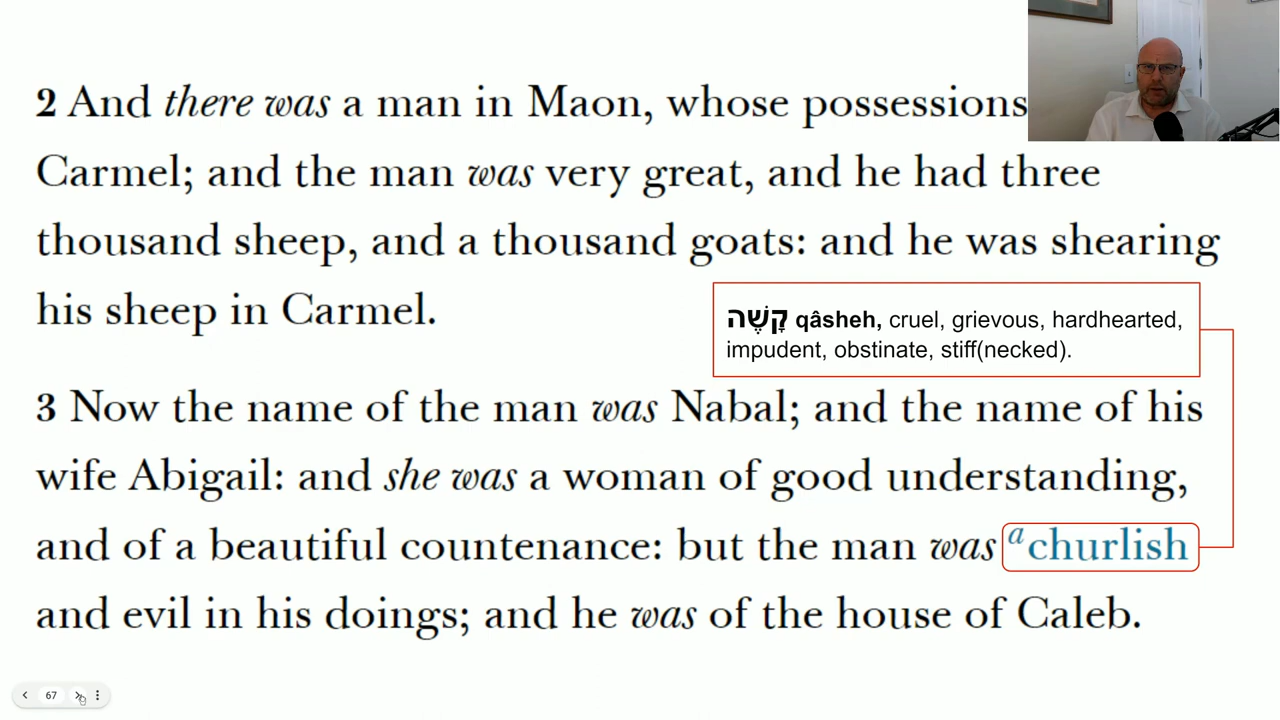 2 And there was a man in Maon, whose possessions
Carmel; and the man was very great, and he had three
thousand sheep, and a thousand goats: and he was shearing
his sheep in Carmel.
קָשֶׁה qâsheh, cruel, grievous, hardhearted,
impudent, obstinate, stiff(necked).
3 Now the name of the man was Nabal; and the name of his
wife Abigail: and she was a woman of good understanding,
and of a beautiful countenance: but the man was a churlish
and evil in his doings; and he was of the house of Caleb.
67